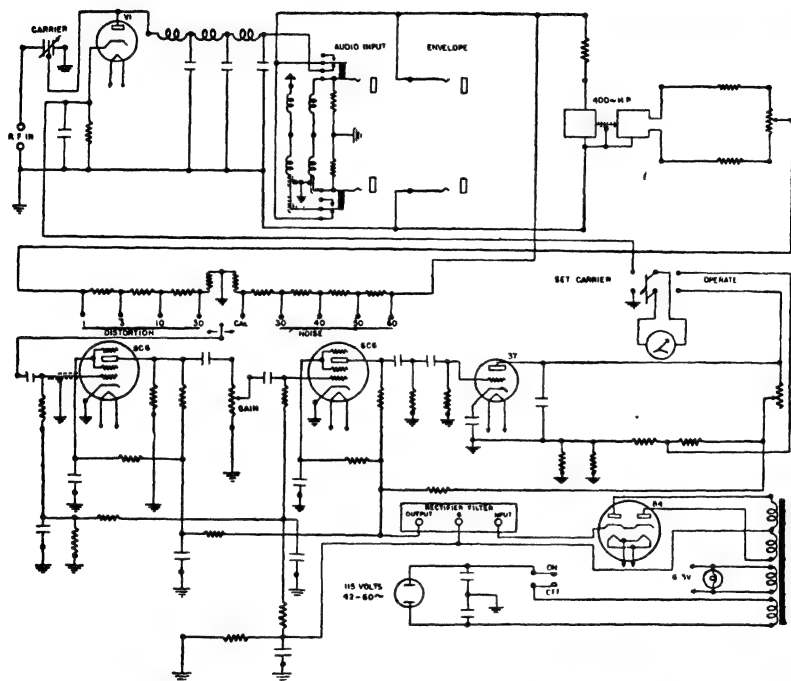 CARRIER
V1
AUDIO INPUT
ENVELOPE
400~ H P
R F IN
SET CARRIER
OPERATE
1 3 10 30 CAL 30 40 50 60
DISTORTION
NOISE
6C6
6C6
37
GAIN
RECTIFIER FILTER
OUTPUT G INPUT
84
115 VOLTS
42-60~
ON
OFF
6 3V